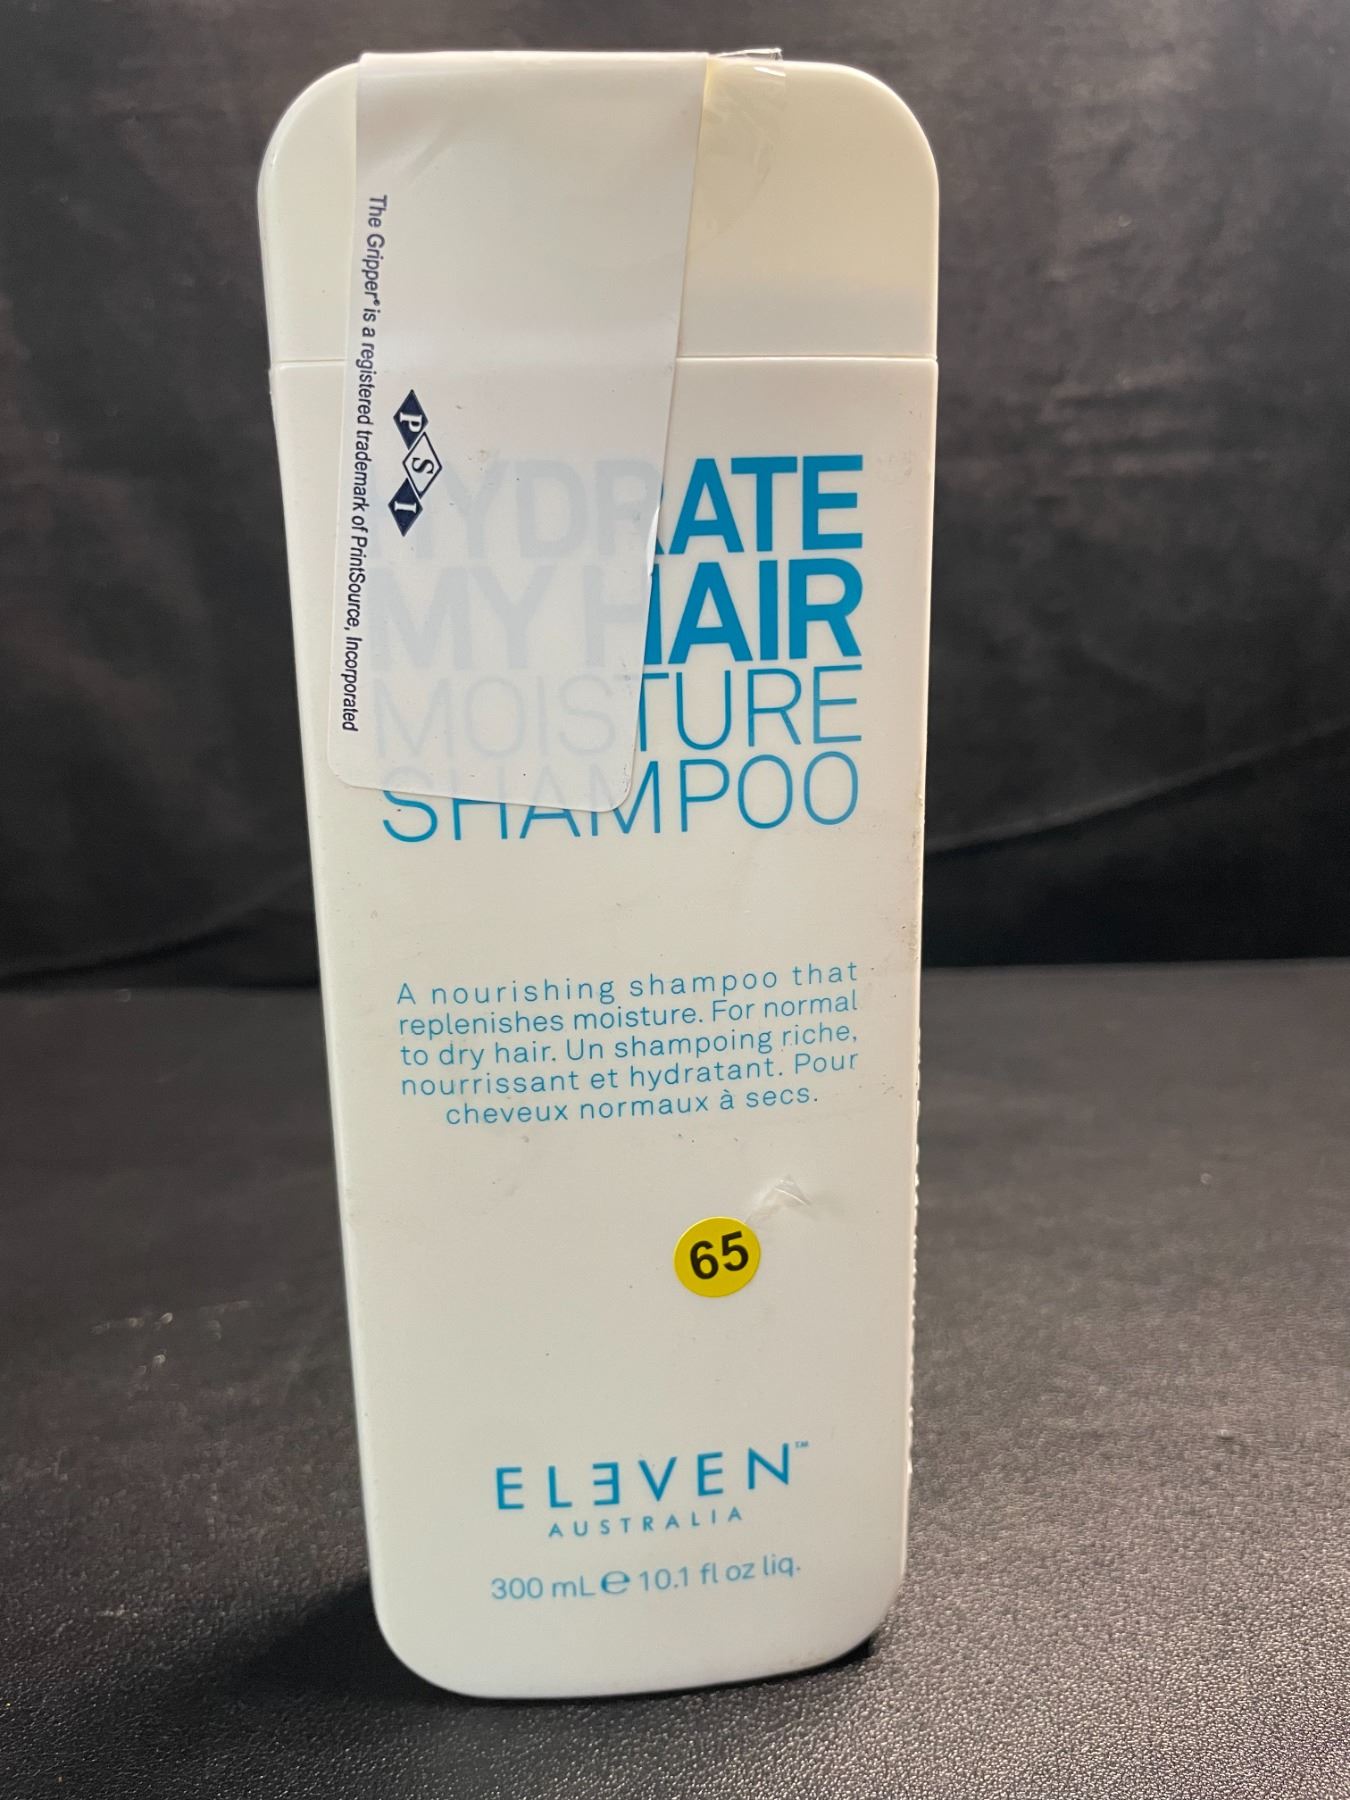 The Gripper® is a registered trademark of PrintSource, Incorporated
PSI
HYDRATE
MY HAIR
MOISTURE
SHAMPOO
A nourishing shampoo that
replenishes moisture. For normal
to dry hair. Un shampoing riche,
nourrissant et hydratant. Pour
cheveux normaux à secs.
65
ELEVEN™
AUSTRALIA
300 mL ℮ 10.1 fl oz liq.